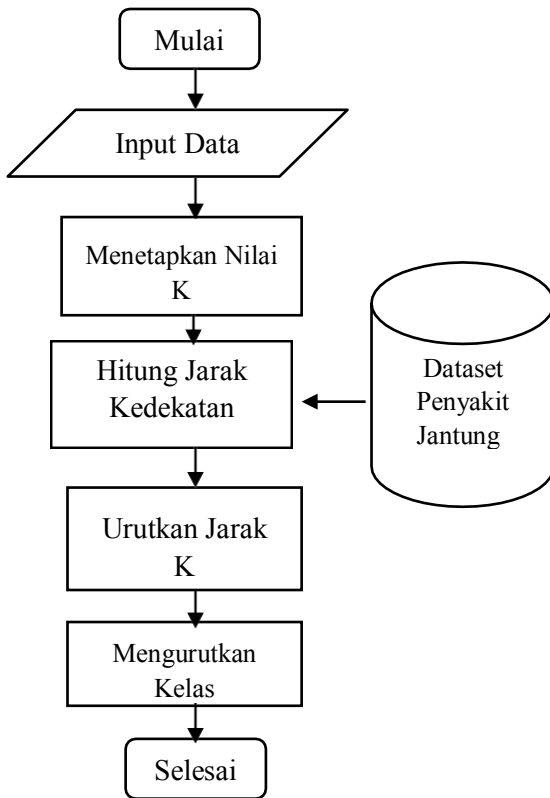 Mulai
Input Data
Menetapkan Nilai
K
Hitung Jarak
Kedekatan
Dataset
Penyakit
Jantung
Urutkan Jarak
K
Mengurutkan
Kelas
Selesai